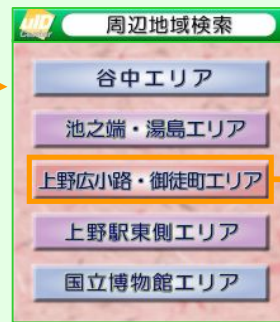 周辺地域検索
谷中エリア
池之端・湯島エリア
上野広小路・御徒町エリア
上野駅東側エリア
国立博物館エリア